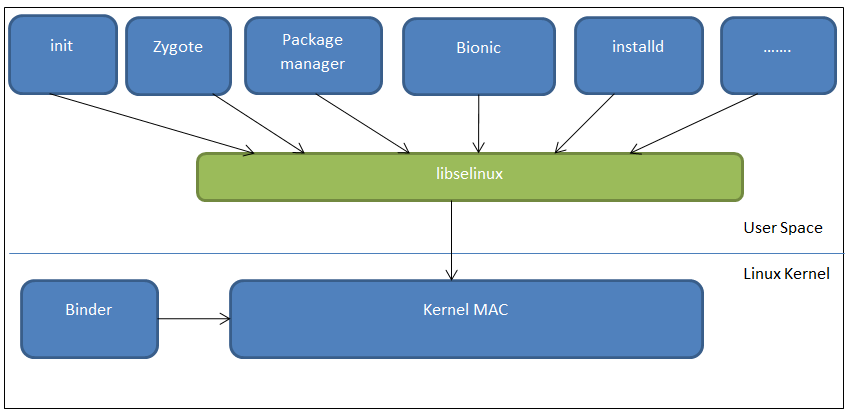 init
Zygote
Package
manager
Bionic
installd
.......
libselinux
User Space
Linux Kernel
Binder
Kernel MAC